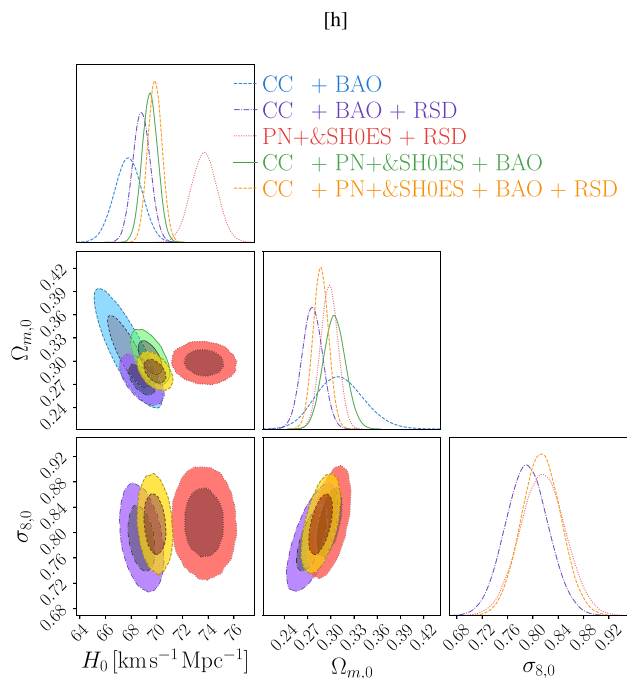 [h]
CC + BAO
CC + BAO + RSD
PN+&SH0ES + RSD
CC + PN+&SH0ES + BAO
CC + PN+&SH0ES + BAO + RSD
0.42
0.39
0.36
0.33
0.30
0.27
0.24
Ωm,0
0.92
0.88
0.84
0.80
0.76
0.72
0.68
σ8,0
64 66 68 70 72 74 76
H0 [km s−1 Mpc−1]
0.24 0.27 0.30 0.33 0.36 0.39 0.42
Ωm,0
0.68 0.72 0.76 0.80 0.84 0.88 0.92
σ8,0